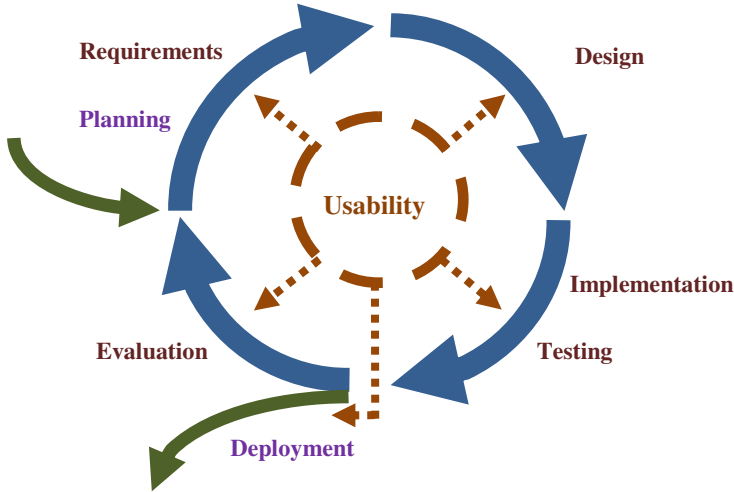 Requirements
Design
Planning
Usability
Implementation
Evaluation
Testing
Deployment